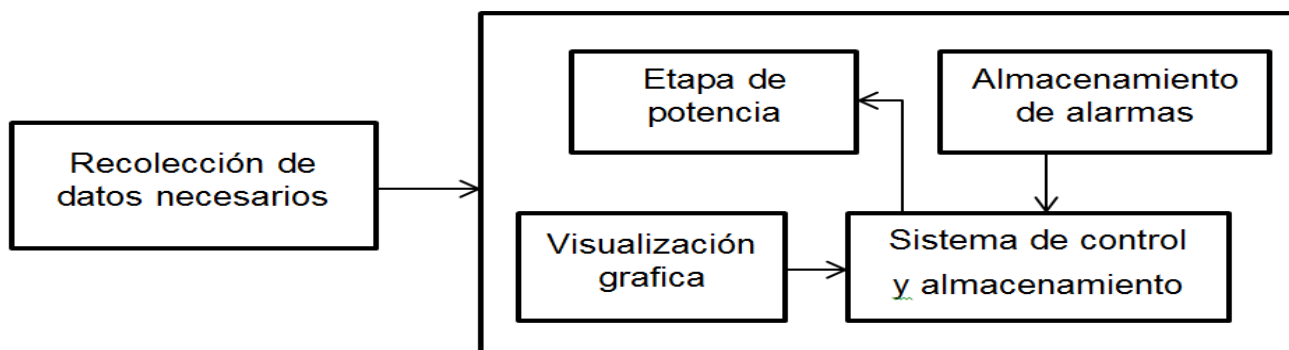 Recolección de
datos necesarios
Etapa de
potencia
Almacenamiento
de alarmas
Visualización
grafica
Sistema de control
y almacenamiento